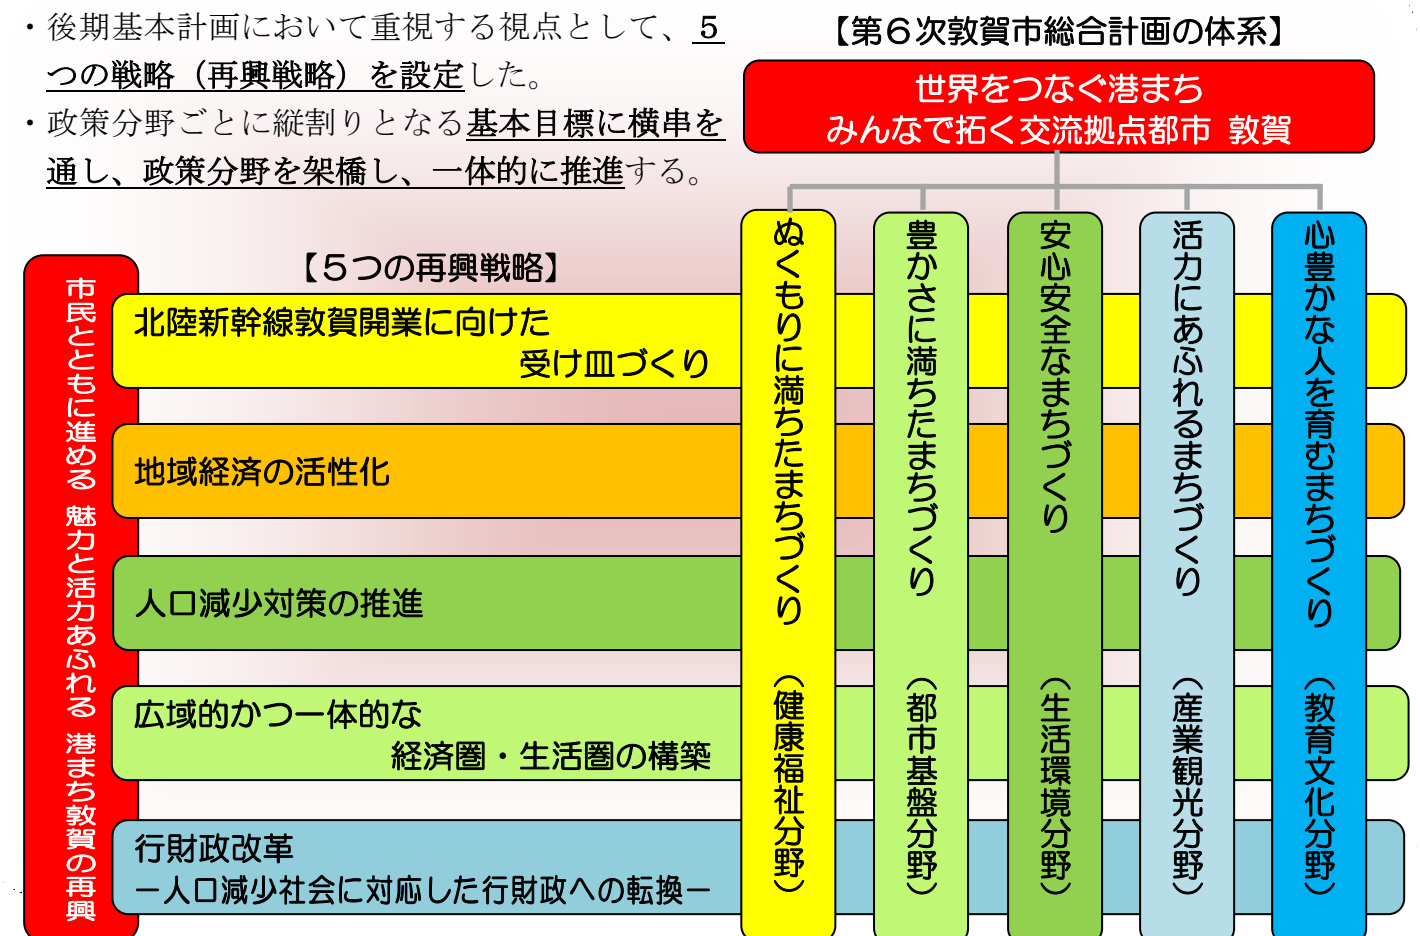 ・後期基本計画において重視する視点として、５
つの戦略（再興戦略）を設定した。
・政策分野ごとに縦割りとなる基本目標に横串を
通し、政策分野を架橋し、一体的に推進する。
【第６次敦賀市総合計画の体系】
世界をつなぐ港まち
みんなで拓く交流拠点都市 敦賀
【５つの再興戦略】
市民とともに進める 魅力と活力あふれる 港まち敦賀の再興
北陸新幹線敦賀開業に向けた
受け皿づくり
地域経済の活性化
人口減少対策の推進
広域的かつ一体的な
経済圏・生活圏の構築
行財政改革
－人口減少社会に対応した行財政への転換－
ぬくもりに満ちたまちづくり （健康福祉分野）
豊かさに満ちたまちづくり （都市基盤分野）
安心安全なまちづくり （生活環境分野）
活力にあふれるまちづくり （産業観光分野）
心豊かな人を育むまちづくり （教育文化分野）